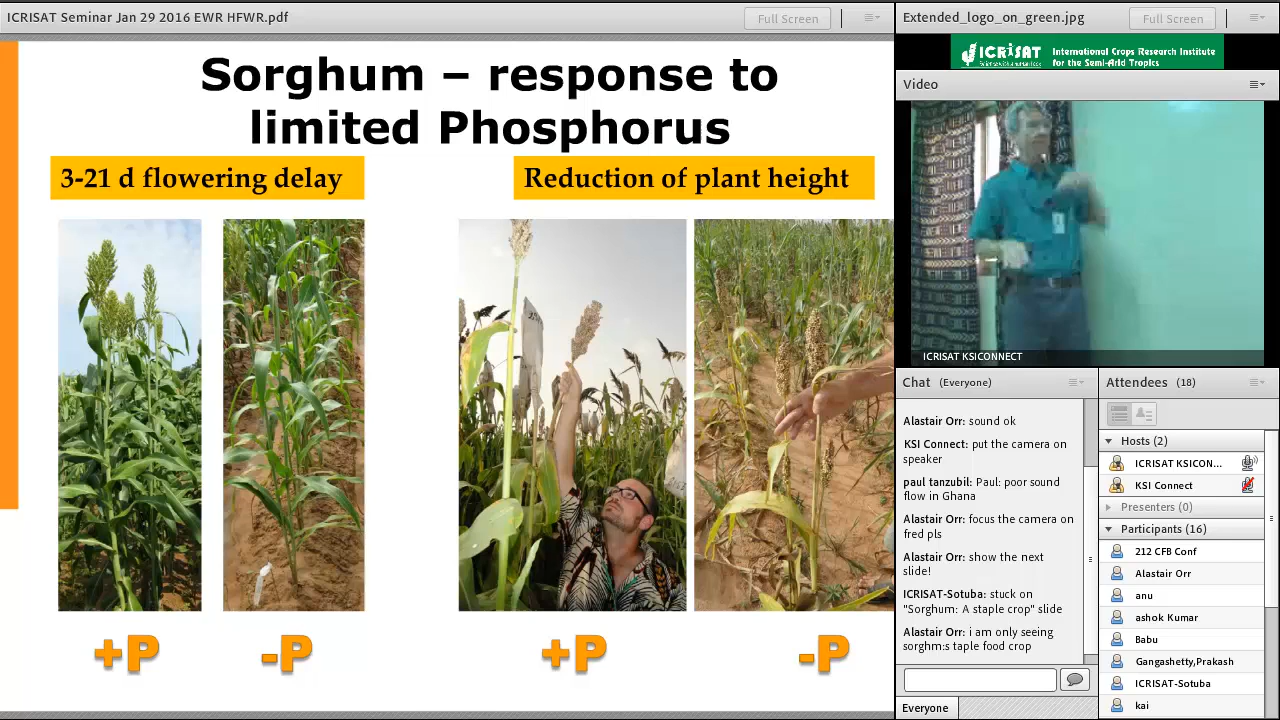 ICRISAT Seminar Jan 29 2016 EWR HFWR.pdf
Full Screen
Sorghum – response to
limited Phosphorus
3-21 d flowering delay
Reduction of plant height
+P
-P
+P
-P
Extended_logo_on_green.jpg
Full Screen
ICRISAT
International Crops Research Institute
for the Semi-Arid Tropics
Video
ICRISAT KSICONNECT
Chat (Everyone)
Alastair Orr: sound ok
KSI Connect: put the camera on
speaker
paul tanzubil: Paul: poor sound
flow in Ghana
Alastair Orr: focus the camera on
fred pls
Alastair Orr: show the next
slide!
ICRISAT-Sotuba: stuck on
"Sorghum: A staple crop" slide
Alastair Orr: i am only seeing
sorghm:s taple food crop
Everyone
Attendees (18)
Hosts (2)
ICRISAT KSICON...
KSI Connect
Presenters (0)
Participants (16)
212 CFB Conf
Alastair Orr
anu
ashok Kumar
Babu
Gangashetty,Prakash
ICRISAT-Sotuba
kai